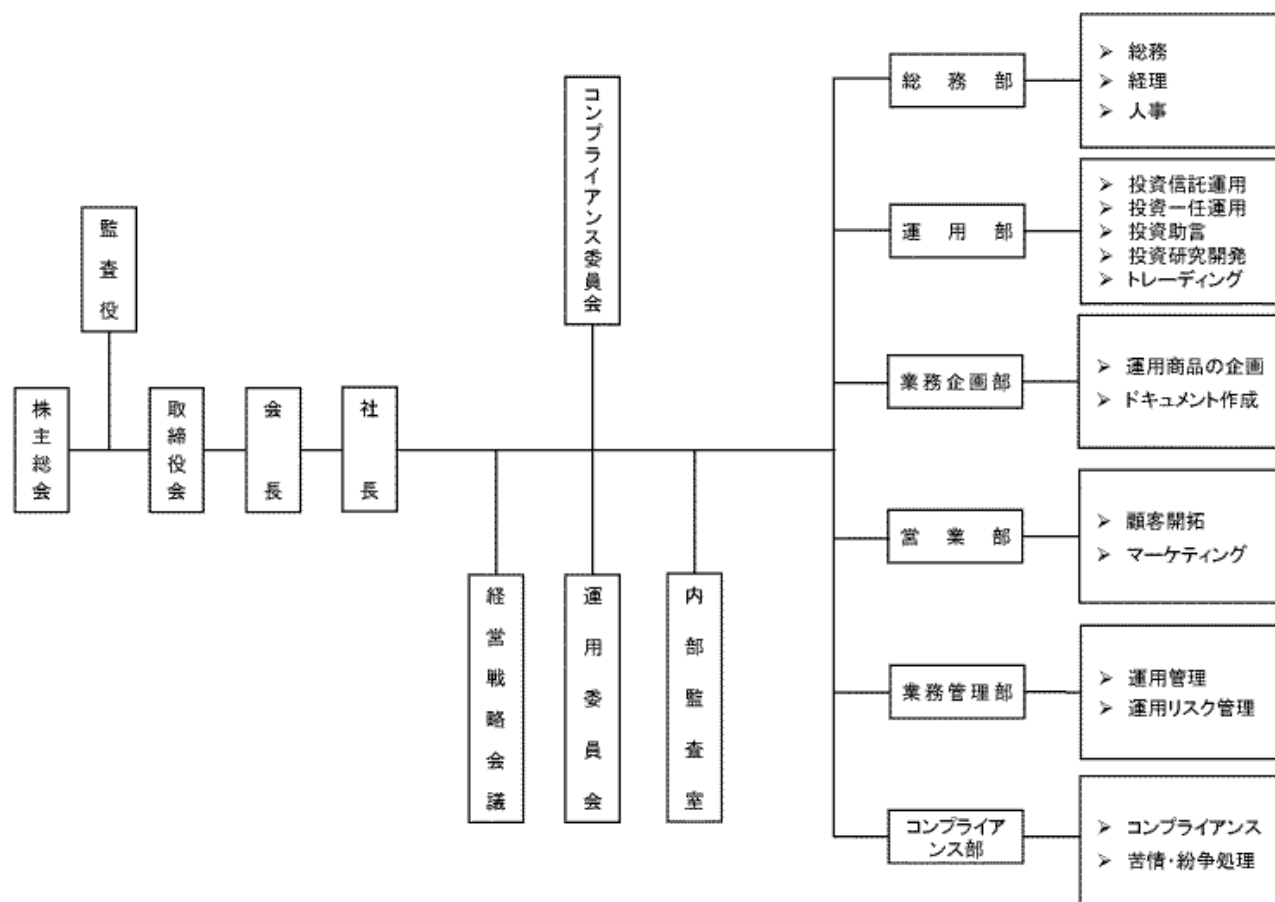 株主総会
監査役
取締役会
会長
社長
コンプライアンス委員会
経営戦略会議
運用委員会
内部監査室
総務部
➢ 総務
➢ 経理
➢ 人事
運用部
➢ 投資信託運用
➢ 投資一任運用
➢ 投資助言
➢ 投資研究開発
➢ トレーディング
業務企画部
➢ 運用商品の企画
➢ ドキュメント作成
営業部
➢ 顧客開拓
➢ マーケティング
業務管理部
➢ 運用管理
➢ 運用リスク管理
コンプライア
ンス部
➢ コンプライアンス
➢ 苦情・紛争処理